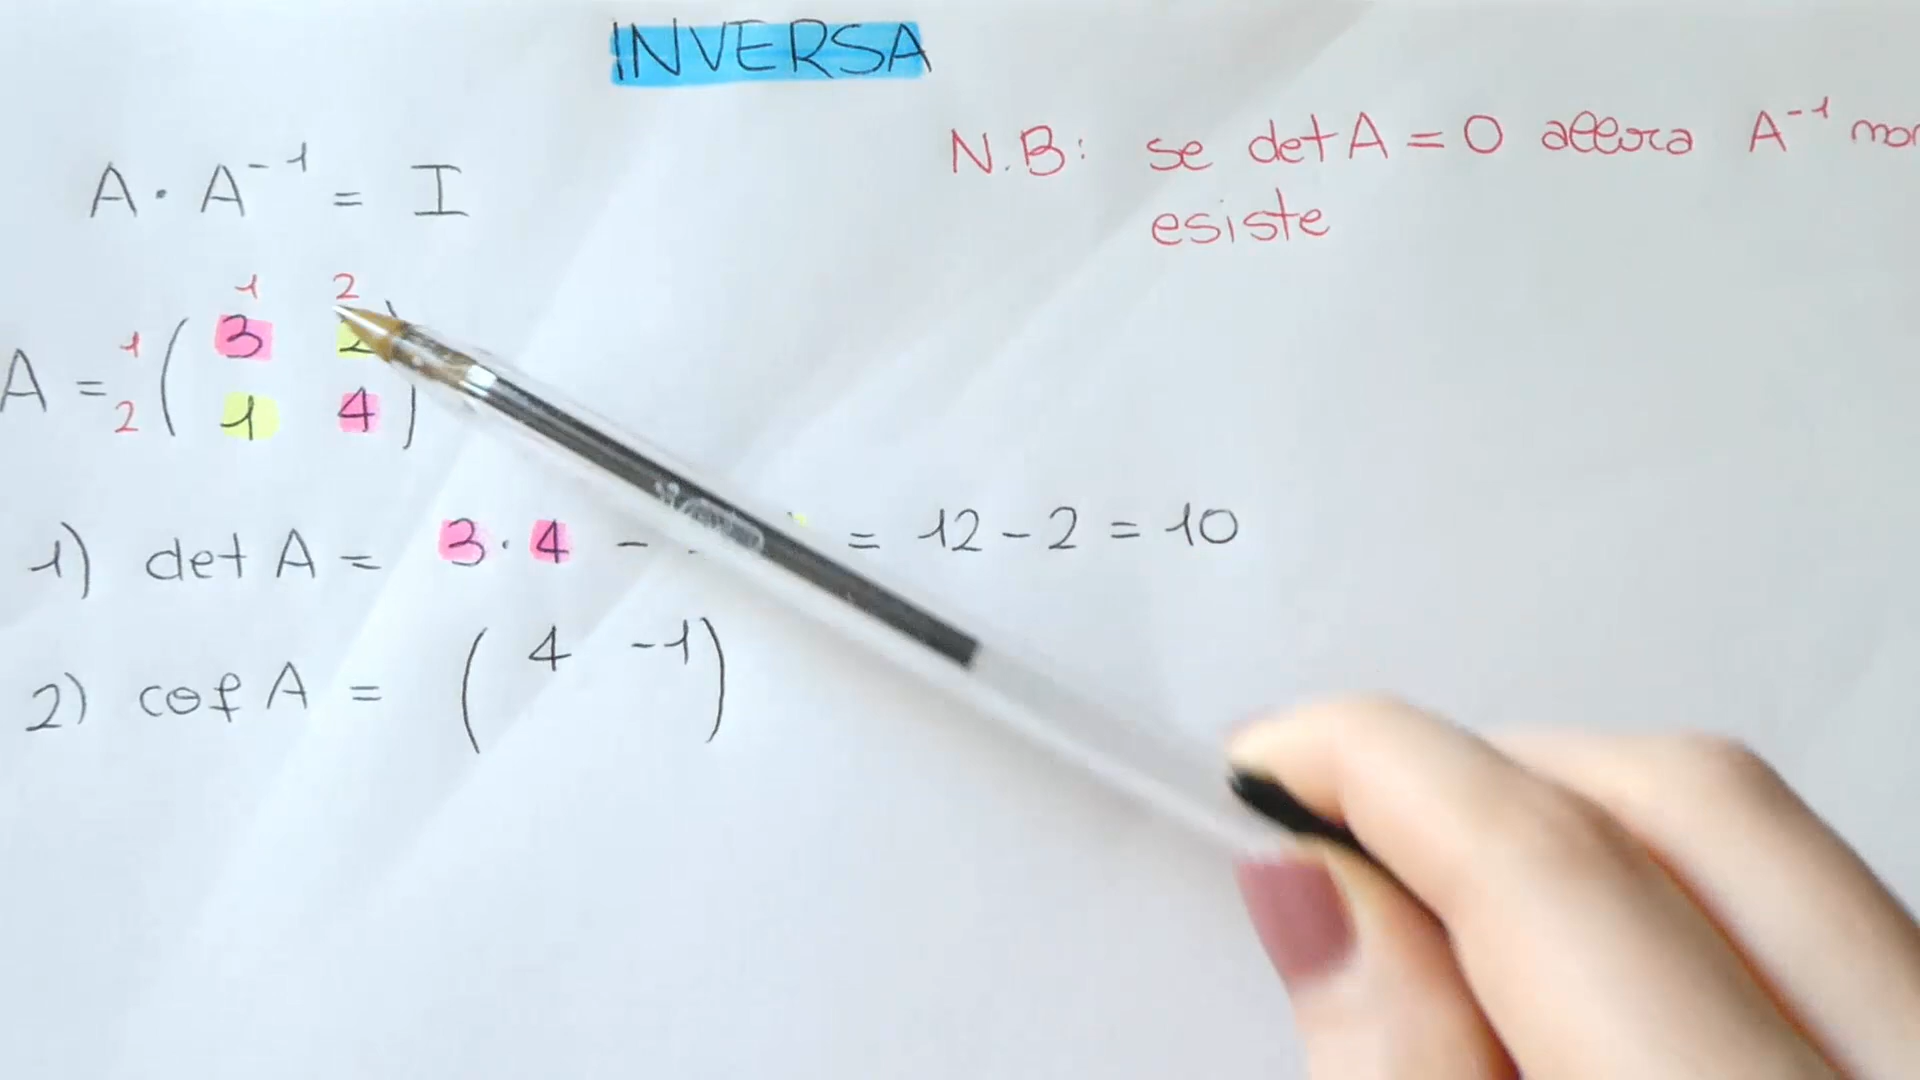 INVERSA
N.B: se det A = 0 allora A⁻¹
esiste
A · A⁻¹ = I
1 2
A = 1 ( 3 2 )
2 ( 1 4 )
1) det A = 3 · 4 - = 12 - 2 = 10
2) cof A = ( 4 -1 )